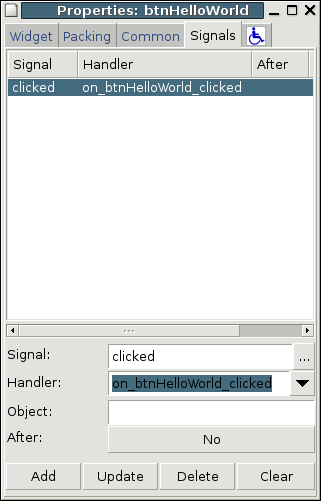 Properties: btnHelloWorld
Widget Packing Common Signals
Signal Handler After
clicked on_btnHelloWorld_clicked
Signal: clicked ...
Handler: on_btnHelloWorld_clicked
Object:
After: No
Add Update Delete Clear